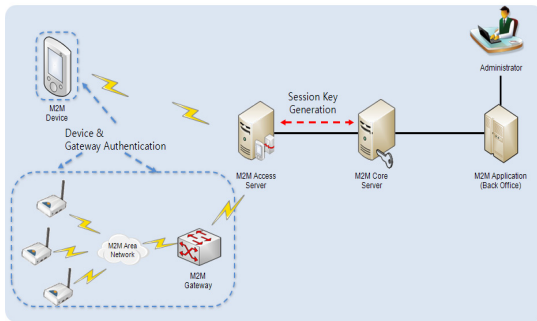 Administrator
Session Key
Generation
M2M
Device
Device &
Gateway Authentication
M2M Access
Server
M2M Core
Server
M2M Application
(Back Office)
M2M Area
Network
M2M
Gateway